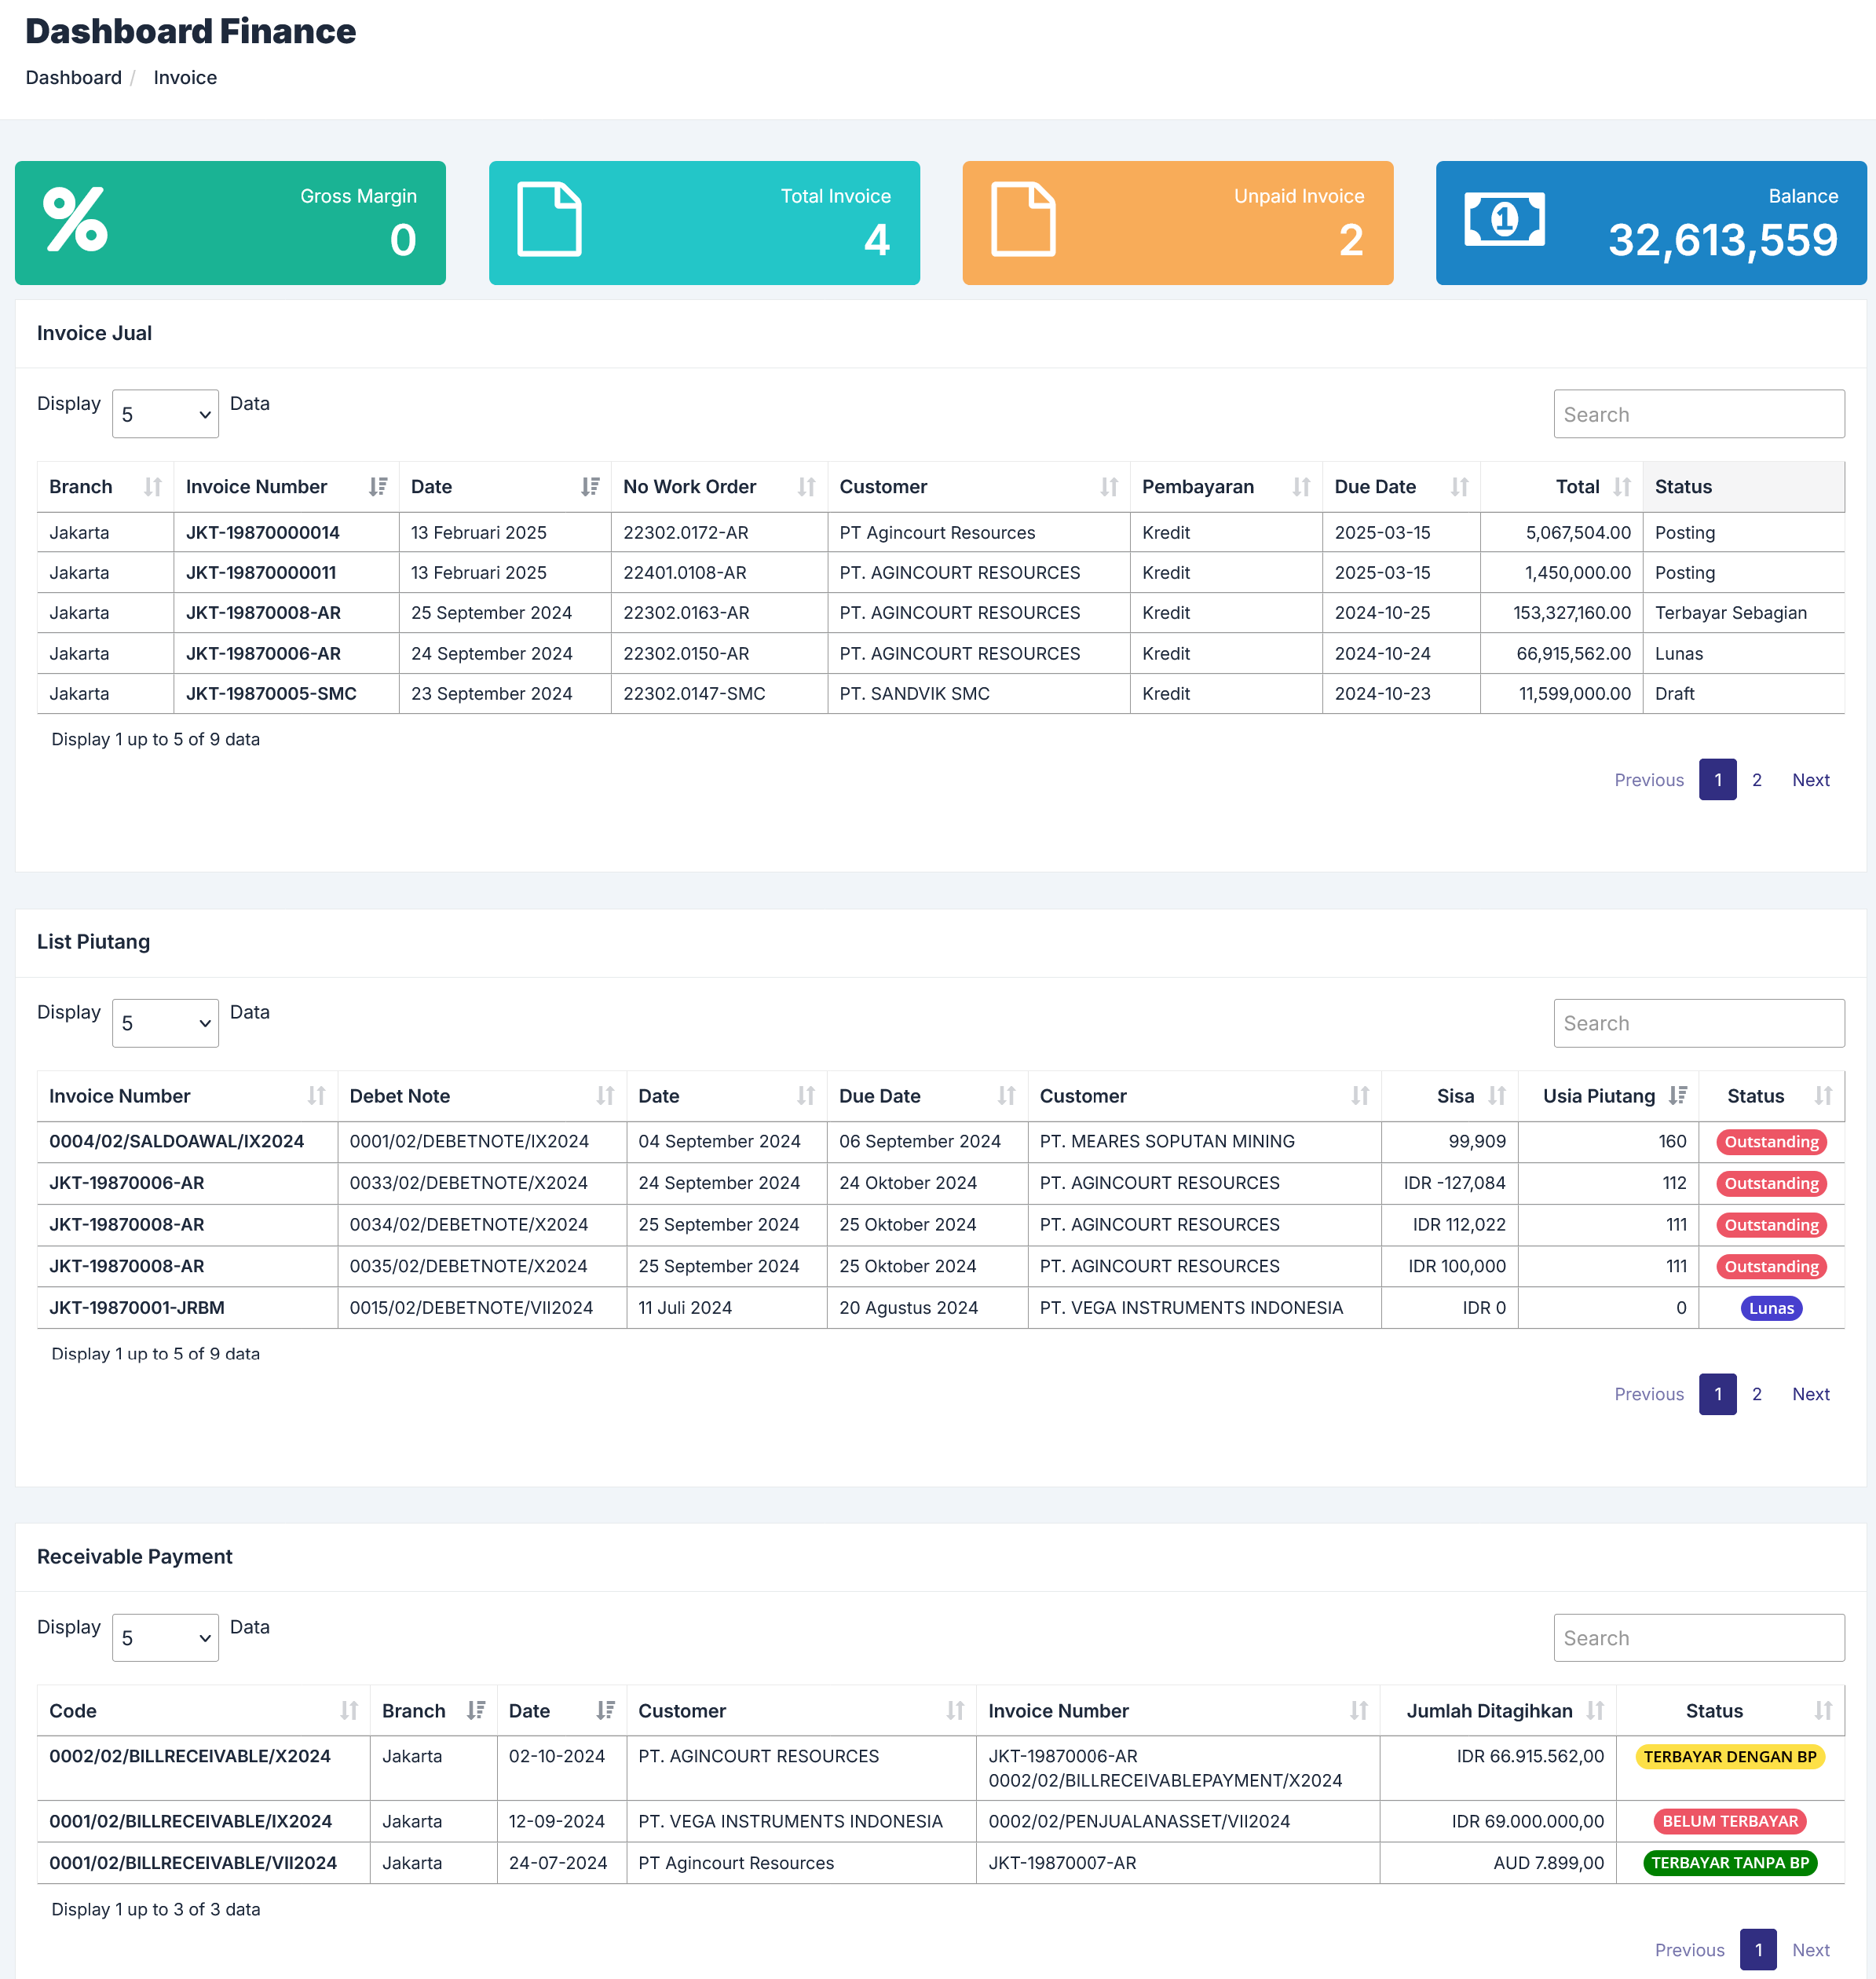 Dashboard Finance
Dashboard / Invoice
Gross Margin
0
Total Invoice
4
Unpaid Invoice
2
Balance
32,613,559
Invoice Jual
Display 5 Data Search
Branch Invoice Number Date No Work Order Customer Pembayaran Due Date Total Status
Jakarta JKT-19870000014 13 Februari 2025 22302.0172-AR PT Agincourt Resources Kredit 2025-03-15 5,067,504.00 Posting
Jakarta JKT-19870000011 13 Februari 2025 22401.0108-AR PT. AGINCOURT RESOURCES Kredit 2025-03-15 1,450,000.00 Posting
Jakarta JKT-19870008-AR 25 September 2024 22302.0163-AR PT. AGINCOURT RESOURCES Kredit 2024-10-25 153,327,160.00 Terbayar Sebagian
Jakarta JKT-19870006-AR 24 September 2024 22302.0150-AR PT. AGINCOURT RESOURCES Kredit 2024-10-24 66,915,562.00 Lunas
Jakarta JKT-19870005-SMC 23 September 2024 22302.0147-SMC PT. SANDVIK SMC Kredit 2024-10-23 11,599,000.00 Draft
Display 1 up to 5 of 9 data
Previous 1 2 Next
List Piutang
Display 5 Data Search
Invoice Number Debet Note Date Due Date Customer Sisa Usia Piutang Status
0004/02/SALDOAWAL/IX2024 0001/02/DEBETNOTE/IX2024 04 September 2024 06 September 2024 PT. MEARES SOPUTAN MINING 99,909 160 Outstanding
JKT-19870006-AR 0033/02/DEBETNOTE/X2024 24 September 2024 24 Oktober 2024 PT. AGINCOURT RESOURCES IDR -127,084 112 Outstanding
JKT-19870008-AR 0034/02/DEBETNOTE/X2024 25 September 2024 25 Oktober 2024 PT. AGINCOURT RESOURCES IDR 112,022 111 Outstanding
JKT-19870008-AR 0035/02/DEBETNOTE/X2024 25 September 2024 25 Oktober 2024 PT. AGINCOURT RESOURCES IDR 100,000 111 Outstanding
JKT-19870001-JRBM 0015/02/DEBETNOTE/VII2024 11 Juli 2024 20 Agustus 2024 PT. VEGA INSTRUMENTS INDONESIA IDR 0 0 Lunas
Display 1 up to 5 of 9 data
Previous 1 2 Next
Receivable Payment
Display 5 Data Search
Code Branch Date Customer Invoice Number Jumlah Ditagihkan Status
0002/02/BILLRECEIVABLE/X2024 Jakarta 02-10-2024 PT. AGINCOURT RESOURCES JKT-19870006-AR IDR 66.915.562,00 TERBAYAR DENGAN BP
0002/02/BILLRECEIVABLEPAYMENT/X2024
0001/02/BILLRECEIVABLE/IX2024 Jakarta 12-09-2024 PT. VEGA INSTRUMENTS INDONESIA 0002/02/PENJUALANASSET/VII2024 IDR 69.000.000,00 BELUM TERBAYAR
0001/02/BILLRECEIVABLE/VII2024 Jakarta 24-07-2024 PT Agincourt Resources JKT-19870007-AR AUD 7.899,00 TERBAYAR TANPA BP
Display 1 up to 3 of 3 data
Previous 1 Next